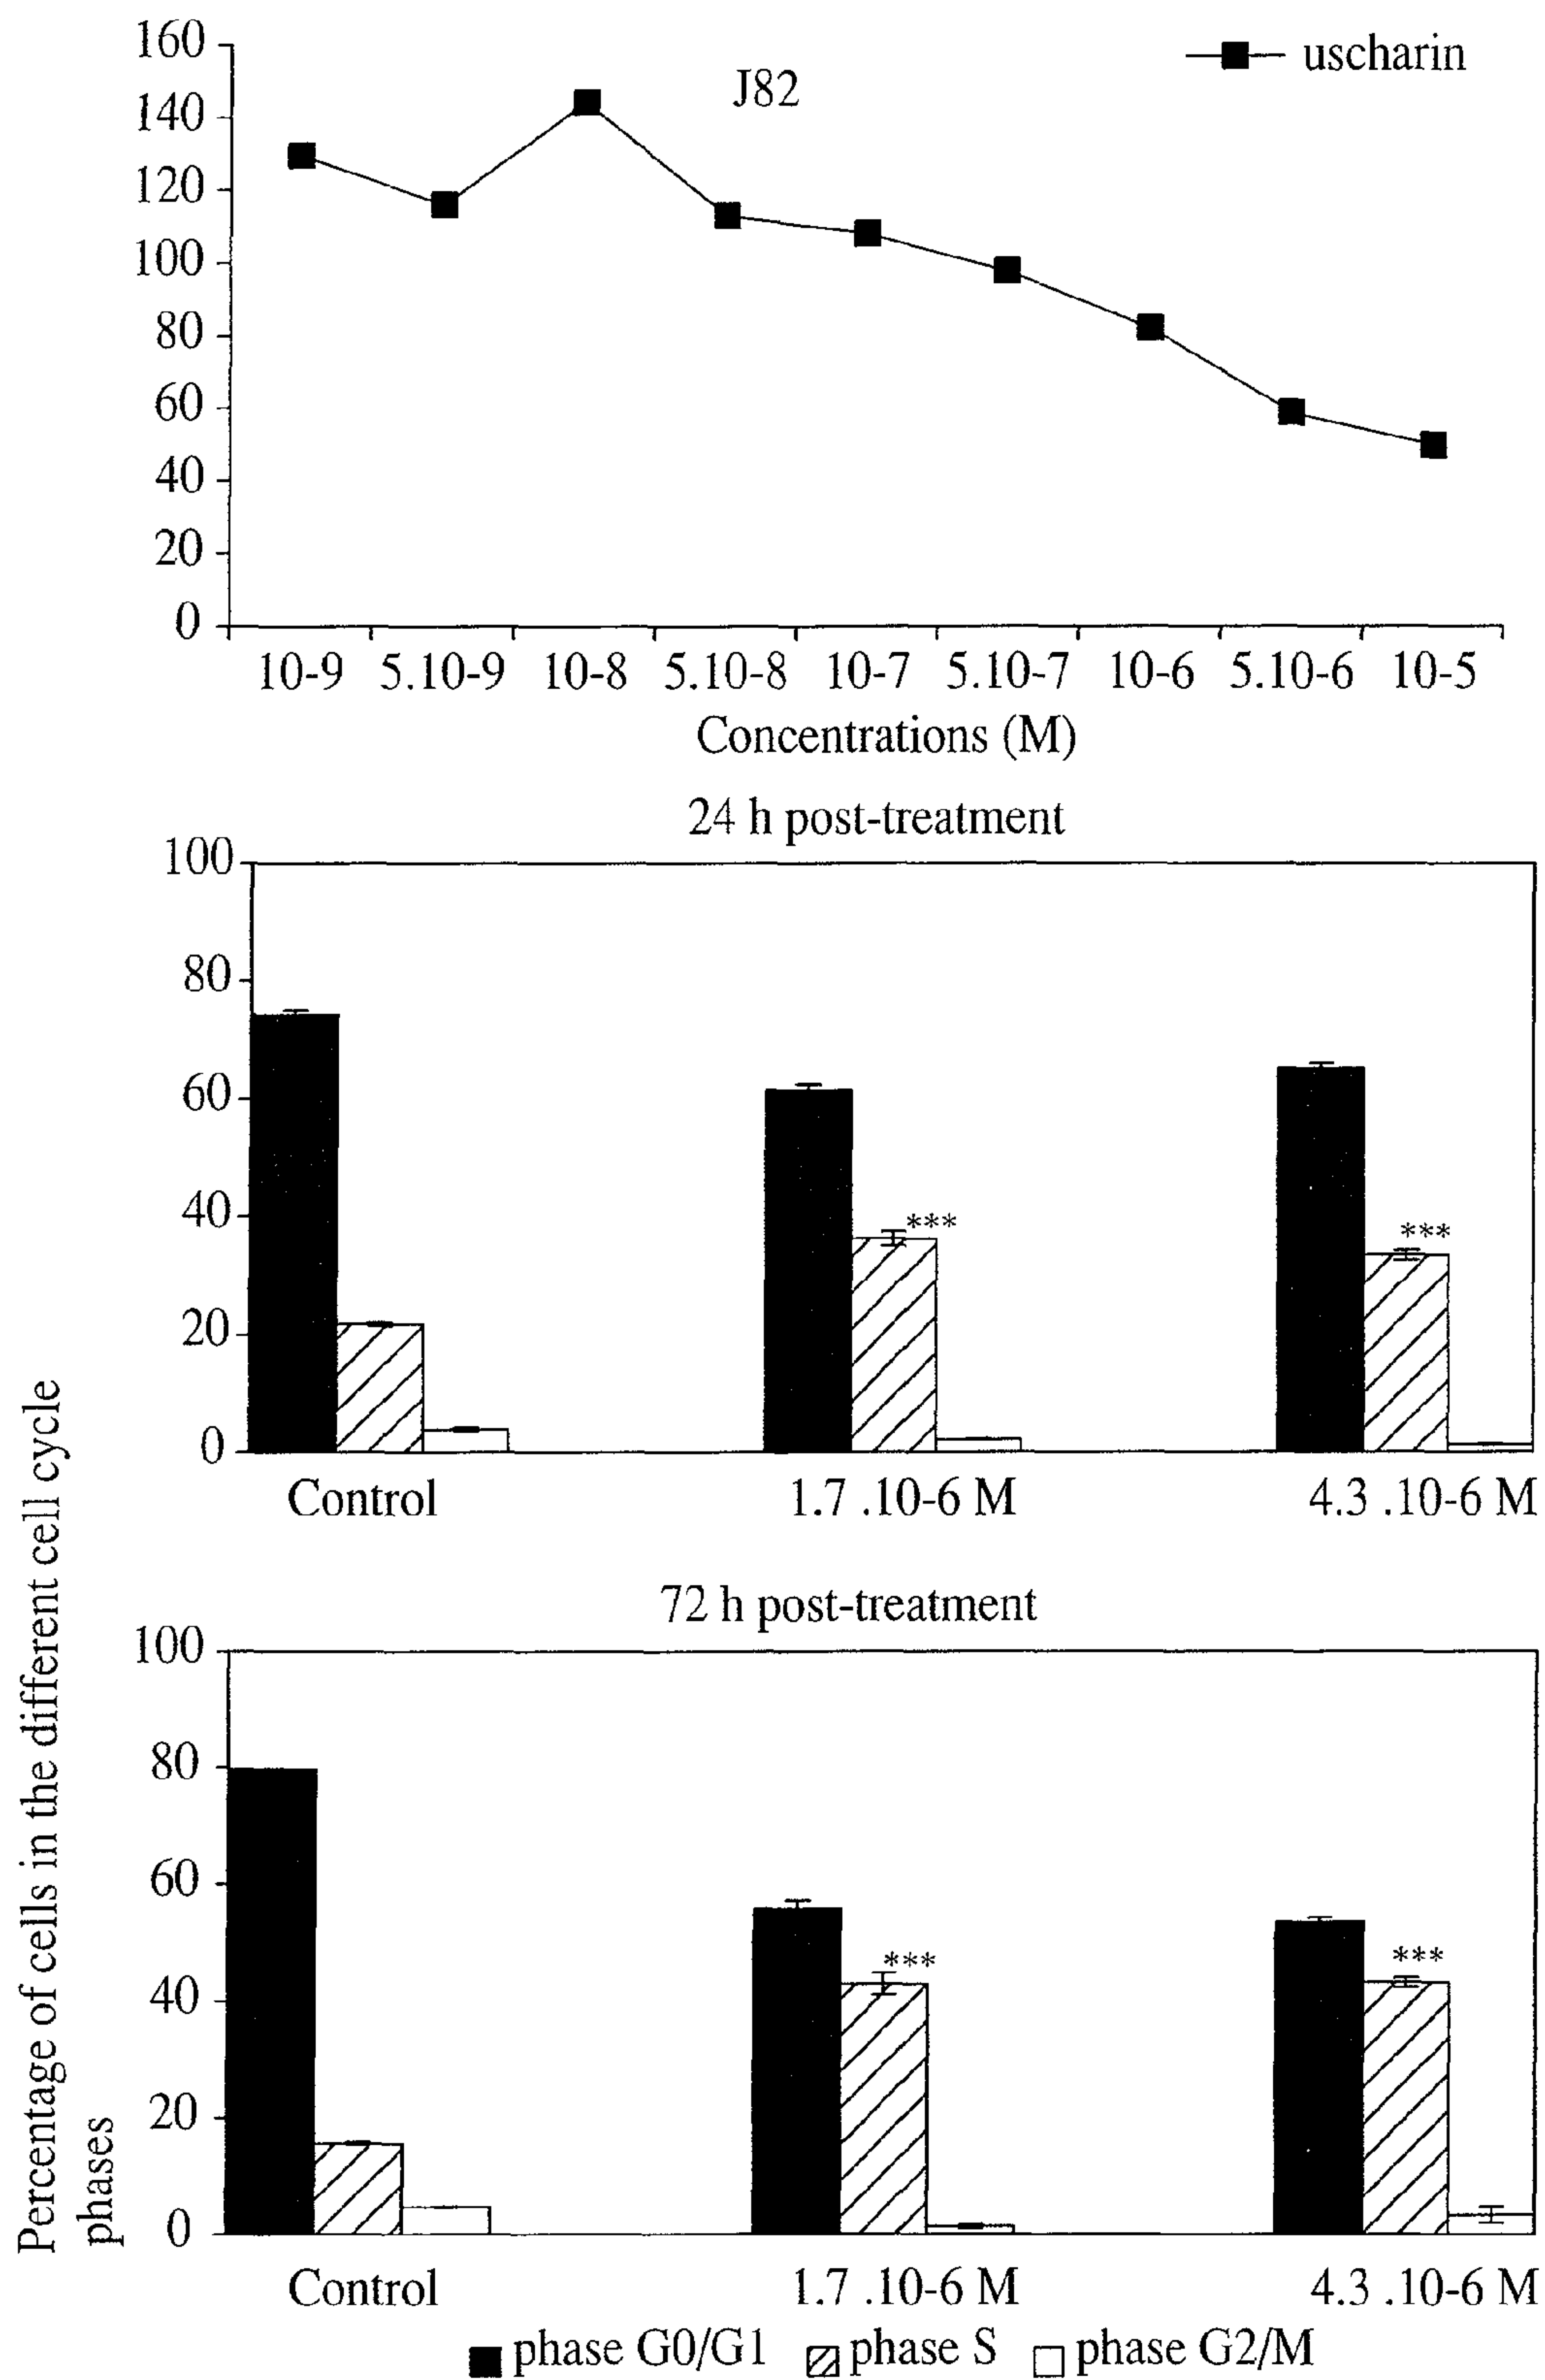 160
140
120
100
80
60
40
20
0
J82
uscharin
10-9 5.10-9 10-8 5.10-8 10-7 5.10-7 10-6 5.10-6 10-5
Concentrations (M)
24 h post-treatment
100
80
60
40
20
0
***
***
Control 1.7 .10-6 M 4.3 .10-6 M
72 h post-treatment
100
80
60
40
20
0
***
***
Control 1.7 .10-6 M 4.3 .10-6 M
Percentage of cells in the different cell cycle
phases
phase G0/G1 phase S phase G2/M